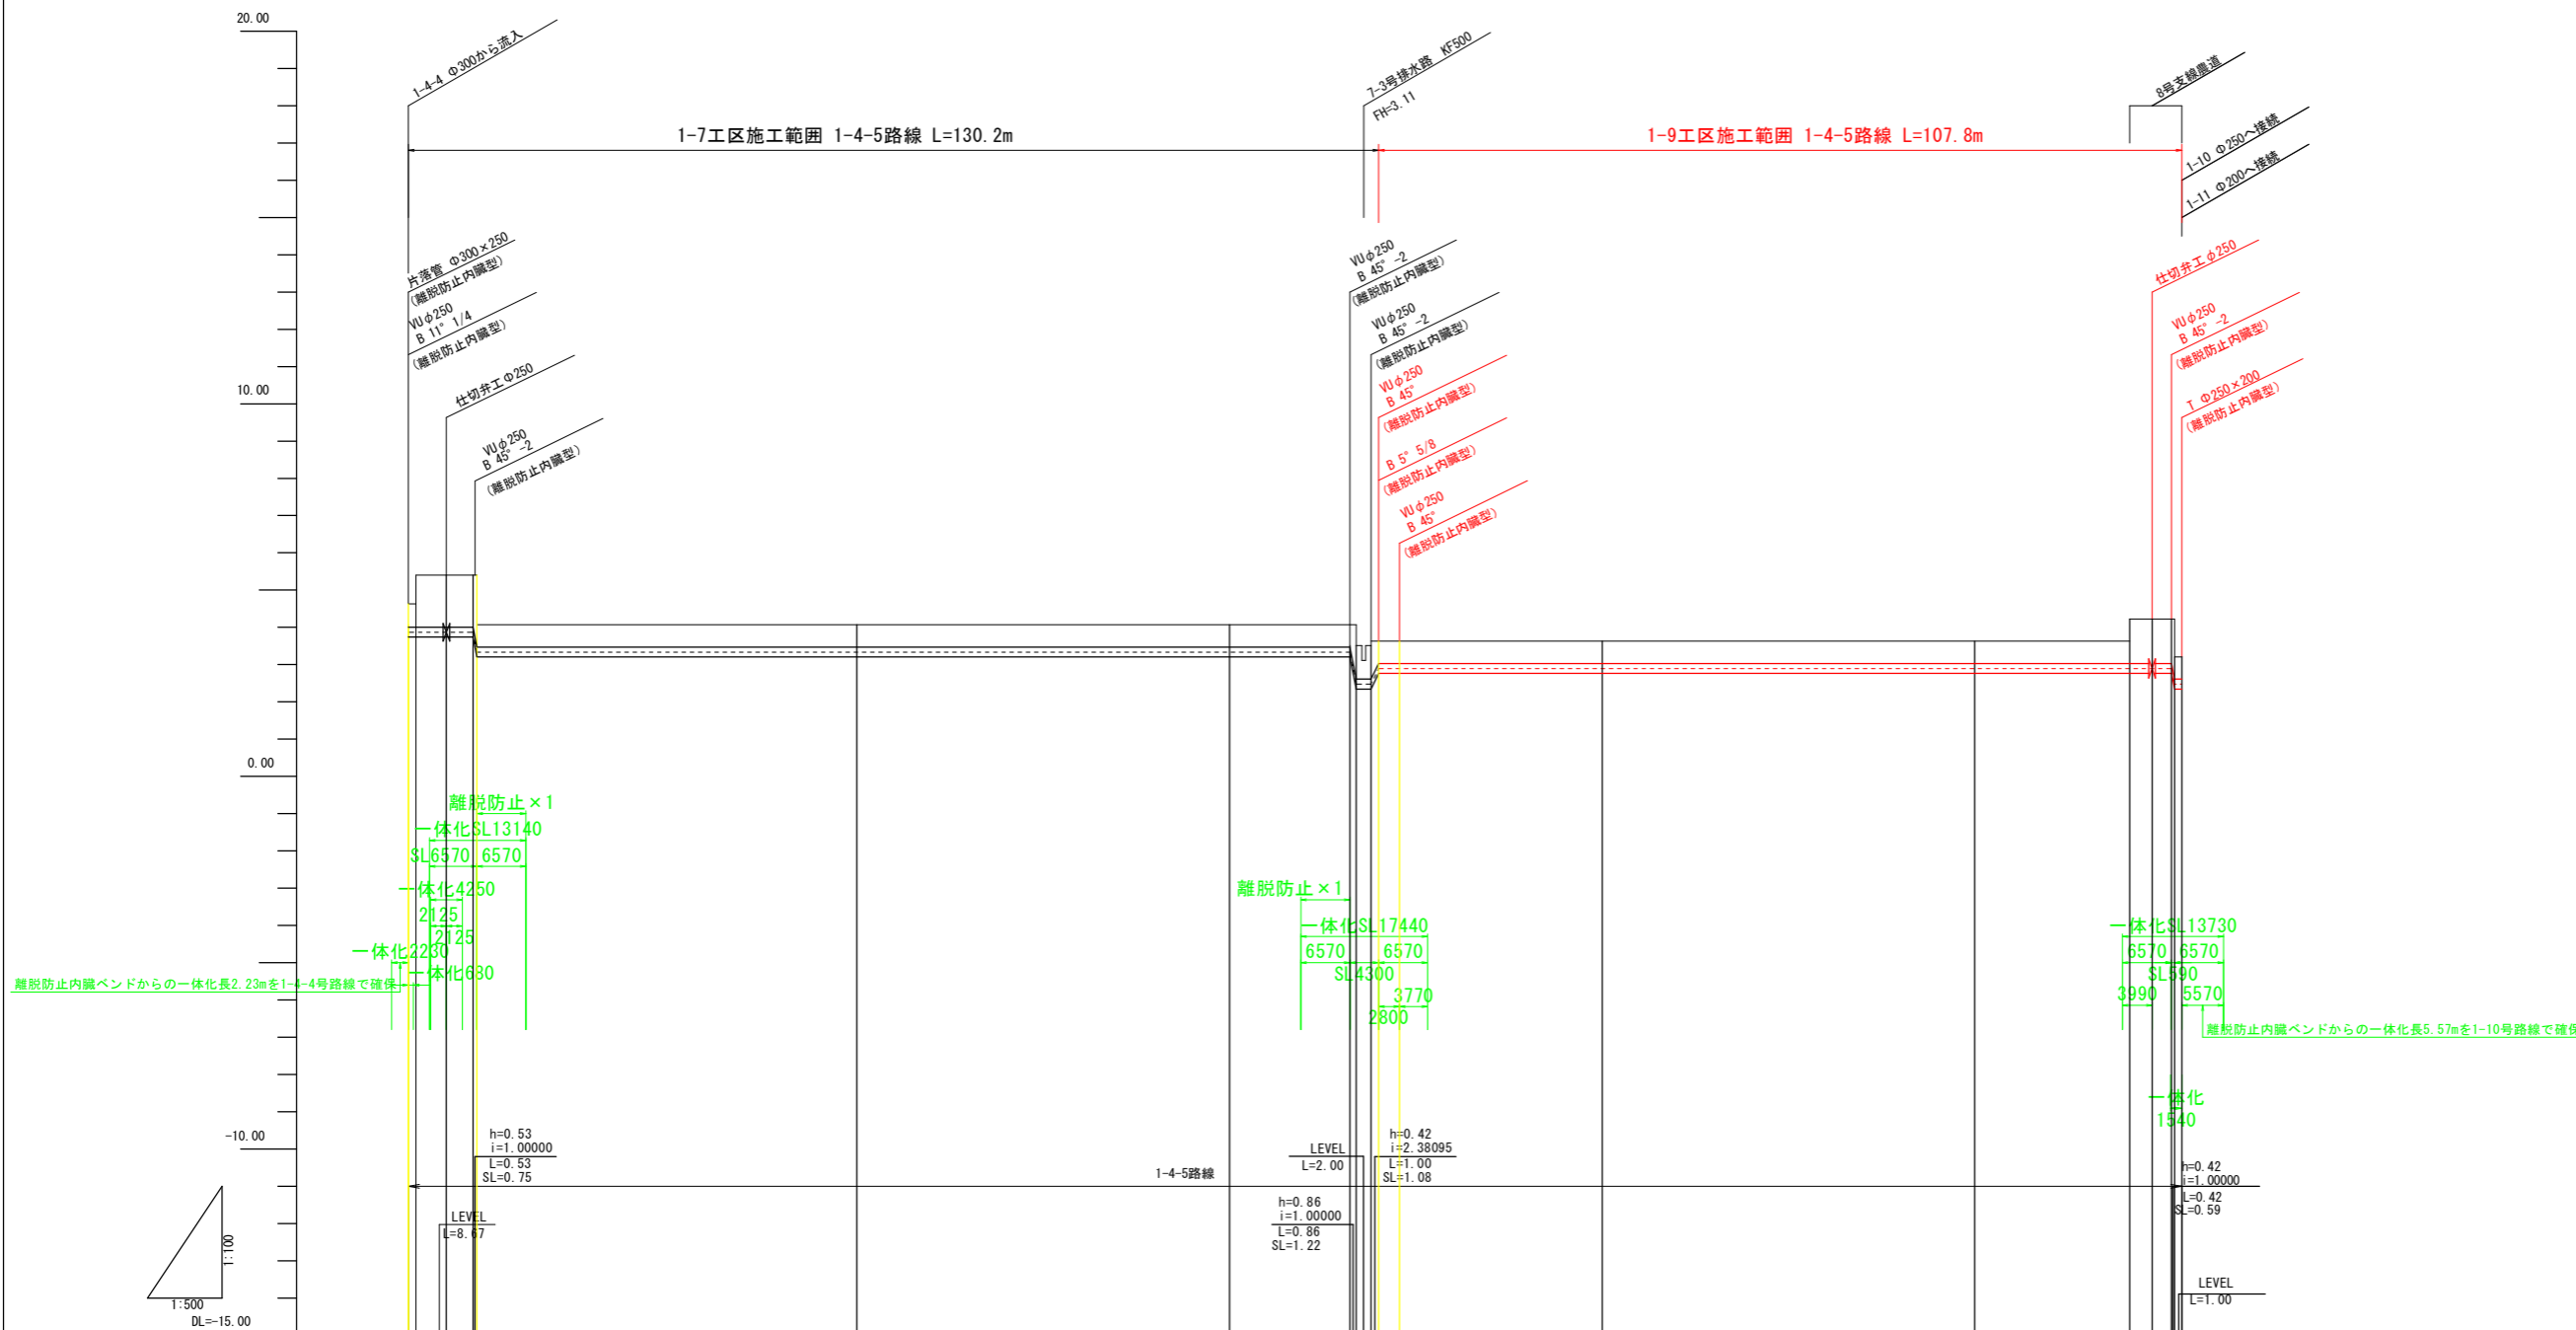 20.00
1-4-4 Φ300から流入
7-3号排水路 KF500
FH=3.11
8号支線農道
1-7工区施工範囲 1-4-5路線 L=130.2m
1-9工区施工範囲 1-4-5路線 L=107.8m
1-10 Φ250へ接続
1-11 Φ200へ接続
片落管 Φ300×250
(離脱防止内臓型)
VUφ250
B 11° 1/4
(離脱防止内臓型)
仕切弁工Φ250
VUφ250
B 45° -2
(離脱防止内臓型)
VUφ250
B 45° -2
(離脱防止内臓型)
VUφ250
B 45° -2
(離脱防止内臓型)
VUφ250
B 45°
(離脱防止内臓型)
B 5° 5/8
(離脱防止内臓型)
VUφ250
B 45°
(離脱防止内臓型)
仕切弁工φ250
VUφ250
B 45° -2
(離脱防止内臓型)
T Φ250×200
(離脱防止内臓型)
10.00
0.00
離脱防止×1
一体化SL13140
SL6570
6570
一体化4250
2125
2125
一体化2230
一体化680
離脱防止内臓ベンドからの一体化長2.23mを1-4-4号路線で確保
離脱防止×1
一体化SL17440
6570
6570
SL4300
3770
2800
一体化SL13730
6570
6570
SL590
3990
5570
離脱防止内臓ベンドからの一体化長5.57mを1-10号路線で確保
一体化
1540
-10.00
h=0.53
i=1.00000
L=0.53
SL=0.75
LEVEL
L=8.67
1-4-5路線
LEVEL
L=2.00
h=0.86
i=1.00000
L=0.86
SL=1.22
h=0.42
i=2.38095
L=1.00
SL=1.08
h=0.42
i=1.00000
L=0.42
SL=0.59
LEVEL
L=1.00
1:100
1:500
DL=-15.00